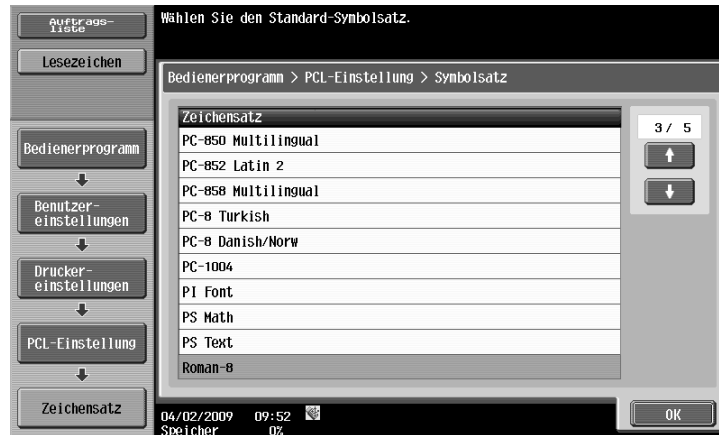 Auftrags-
liste
Lesezeichen
Bedienerprogramm
Benutzer-
einstellungen
Drucker-
einstellungen
PCL-Einstellung
Zeichensatz
Wählen Sie den Standard-Symbolsatz.
Bedienerprogramm > PCL-Einstellung > Symbolsatz
Zeichensatz
PC-850 Multilingual
PC-852 Latin 2
PC-858 Multilingual
PC-8 Turkish
PC-8 Danish/Norw
PC-1004
PI Font
PS Math
PS Text
Roman-8
3/ 5
04/02/2009 09:52
Speicher 0%
OK